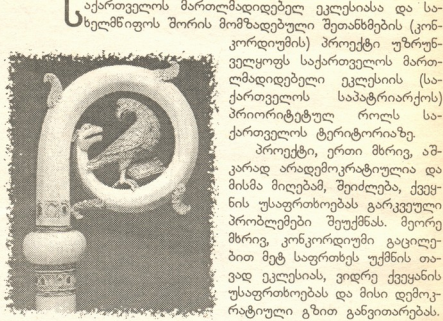 საქართველოს მართლმადიდებელ ეკლესიასა და სა-
ხელმწიფოს შორის მომზადებული შეთანხმების (კონ-
კორდიუმის) პროექტი უზრუნ-
ველყოფს საქართველოს მართ-
ლმადიდებელი ეკლესიის (სა-
ქართველოს საპატრიარქოს)
პრიორიტეტულ როლს სა-
ქართველოს ტერიტორიაზე.
პროექტი, ერთი მხრივ, აშ-
კარად არადემოკრატიულია და
მისმა მიღებამ, შეიძლება, ქვეყ-
ნის უსაფრთხოებას გარკვეული
პრობლემები შეუქმნას. მეორე
მხრივ, კონკორდიუმი გაცილე-
ბით მეტ საფრთხეს უქმნის თა-
ვად ეკლესიას, ვიდრე ქვეყანის
უსაფრთხოებას და მისი დემოკ-
რატიული გზით განვითარებას.